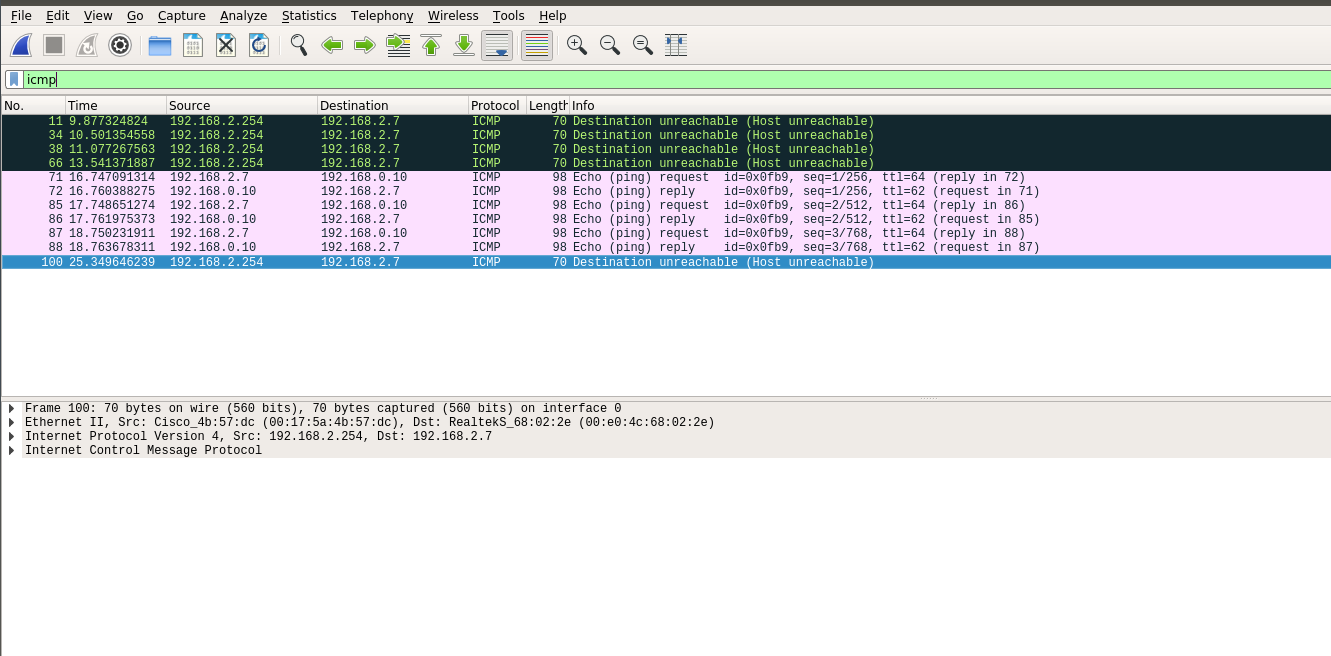 File Edit View Go Capture Analyze Statistics Telephony Wireless Tools Help
icmp
No. Time Source Destination Protocol Length Info
11 9.877324824 192.168.2.254 192.168.2.7 ICMP 70 Destination unreachable (Host unreachable)
34 10.501354558 192.168.2.254 192.168.2.7 ICMP 70 Destination unreachable (Host unreachable)
38 11.077267563 192.168.2.254 192.168.2.7 ICMP 70 Destination unreachable (Host unreachable)
66 13.541371887 192.168.2.254 192.168.2.7 ICMP 70 Destination unreachable (Host unreachable)
71 16.747091314 192.168.2.7 192.168.0.10 ICMP 98 Echo (ping) request id=0x0fb9, seq=1/256, ttl=64 (reply in 72)
72 16.760388275 192.168.0.10 192.168.2.7 ICMP 98 Echo (ping) reply id=0x0fb9, seq=1/256, ttl=62 (request in 71)
85 17.748651274 192.168.2.7 192.168.0.10 ICMP 98 Echo (ping) request id=0x0fb9, seq=2/512, ttl=64 (reply in 86)
86 17.761975373 192.168.0.10 192.168.2.7 ICMP 98 Echo (ping) reply id=0x0fb9, seq=2/512, ttl=62 (request in 85)
87 18.750231911 192.168.2.7 192.168.0.10 ICMP 98 Echo (ping) request id=0x0fb9, seq=3/768, ttl=64 (reply in 88)
88 18.763678311 192.168.0.10 192.168.2.7 ICMP 98 Echo (ping) reply id=0x0fb9, seq=3/768, ttl=62 (request in 87)
100 25.349646239 192.168.2.254 192.168.2.7 ICMP 70 Destination unreachable (Host unreachable)
Frame 100: 70 bytes on wire (560 bits), 70 bytes captured (560 bits) on interface 0
Ethernet II, Src: Cisco_4b:57:dc (00:17:5a:4b:57:dc), Dst: RealtekS_68:02:2e (00:e0:4c:68:02:2e)
Internet Protocol Version 4, Src: 192.168.2.254, Dst: 192.168.2.7
Internet Control Message Protocol